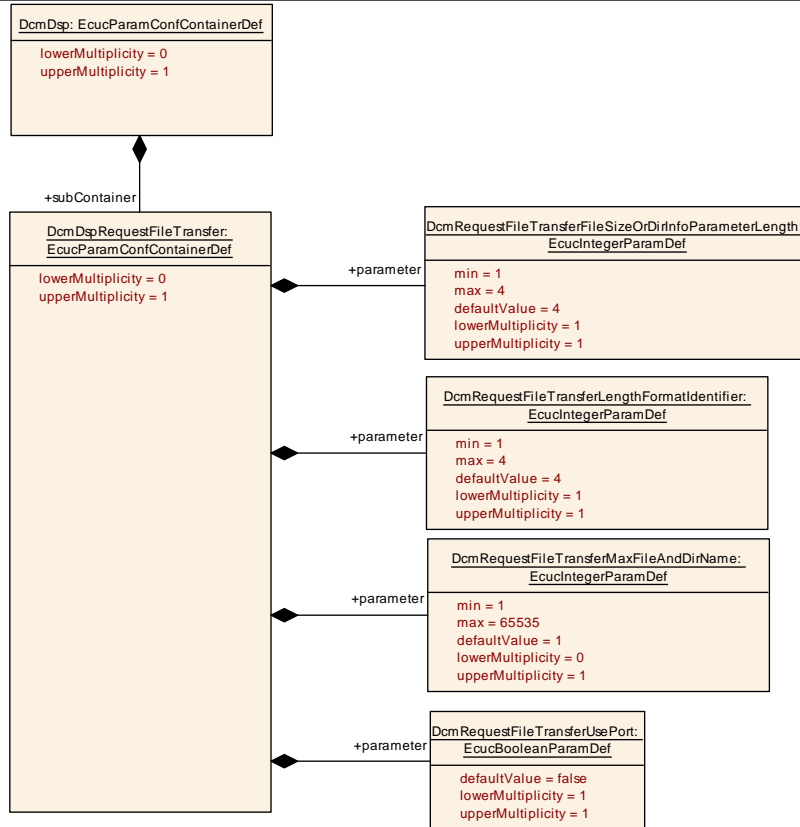 DcmDsp: EcucParamConfContainerDef
lowerMultiplicity = 0
upperMultiplicity = 1
+subContainer
DcmDspRequestFileTransfer:
EcucParamConfContainerDef
lowerMultiplicity = 0
upperMultiplicity = 1
+parameter
DcmRequestFileTransferFileSizeOrDirInfoParameterLength:
EcucIntegerParamDef
min = 1
max = 4
defaultValue = 4
lowerMultiplicity = 1
upperMultiplicity = 1
+parameter
DcmRequestFileTransferLengthFormatIdentifier:
EcucIntegerParamDef
min = 1
max = 4
defaultValue = 4
lowerMultiplicity = 1
upperMultiplicity = 1
+parameter
DcmRequestFileTransferMaxFileAndDirName:
EcucIntegerParamDef
min = 1
max = 65535
defaultValue = 1
lowerMultiplicity = 0
upperMultiplicity = 1
+parameter
DcmRequestFileTransferUsePort:
EcucBooleanParamDef
defaultValue = false
lowerMultiplicity = 1
upperMultiplicity = 1